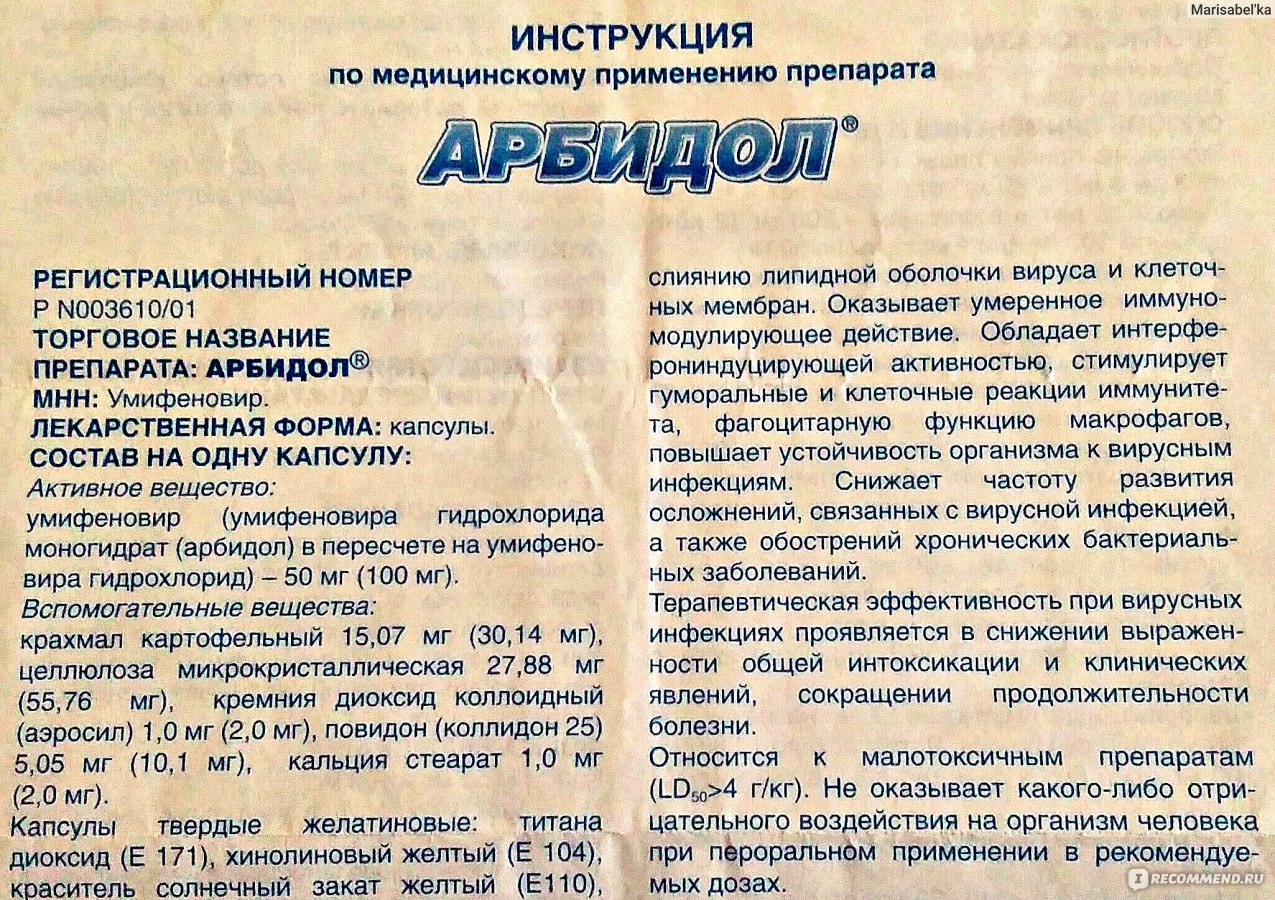 Marisabel'ka
ИНСТРУКЦИЯ
по медицинскому применению препарата
АРБИДОЛ®
РЕГИСТРАЦИОННЫЙ НОМЕР
Р N003610/01
ТОРГОВОЕ НАЗВАНИЕ
ПРЕПАРАТА: АРБИДОЛ®
МНН: Умифеновир.
ЛЕКАРСТВЕННАЯ ФОРМА: капсулы.
СОСТАВ НА ОДНУ КАПСУЛУ:
Активное вещество:
умифеновир (умифеновира гидрохлорида
моногидрат (арбидол) в пересчете на умифено-
вира гидрохлорид) – 50 мг (100 мг).
Вспомогательные вещества:
крахмал картофельный 15,07 мг (30,14 мг),
целлюлоза микрокристаллическая 27,88 мг
(55,76 мг), кремния диоксид коллоидный
(аэросил) 1,0 мг (2,0 мг), повидон (коллидон 25)
5,05 мг (10,1 мг), кальция стеарат 1,0 мг
(2,0 мг).
Капсулы твердые желатиновые: титана
диоксид (Е 171), хинолиновый желтый (Е 104),
краситель солнечный закат желтый (Е110),
слиянию липидной оболочки вируса и клеточ-
ных мембран. Оказывает умеренное иммуно-
модулирующее действие. Обладает интерфе-
рониндуцирующей активностью, стимулирует
гуморальные и клеточные реакции иммуните-
та, фагоцитарную функцию макрофагов,
повышает устойчивость организма к вирусным
инфекциям. Снижает частоту развития
осложнений, связанных с вирусной инфекцией,
а также обострений хронических бактериаль-
ных заболеваний.
Терапевтическая эффективность при вирусных
инфекциях проявляется в снижении выражен-
ности общей интоксикации и клинических
явлений, сокращении продолжительности
болезни.
Относится к малотоксичным препаратам
(LD50>4 г/кг). Не оказывает какого-либо отри-
цательного воздействия на организм человека
при пероральном применении в рекомендуе-
мых дозах.
IRECOMMEND.RU